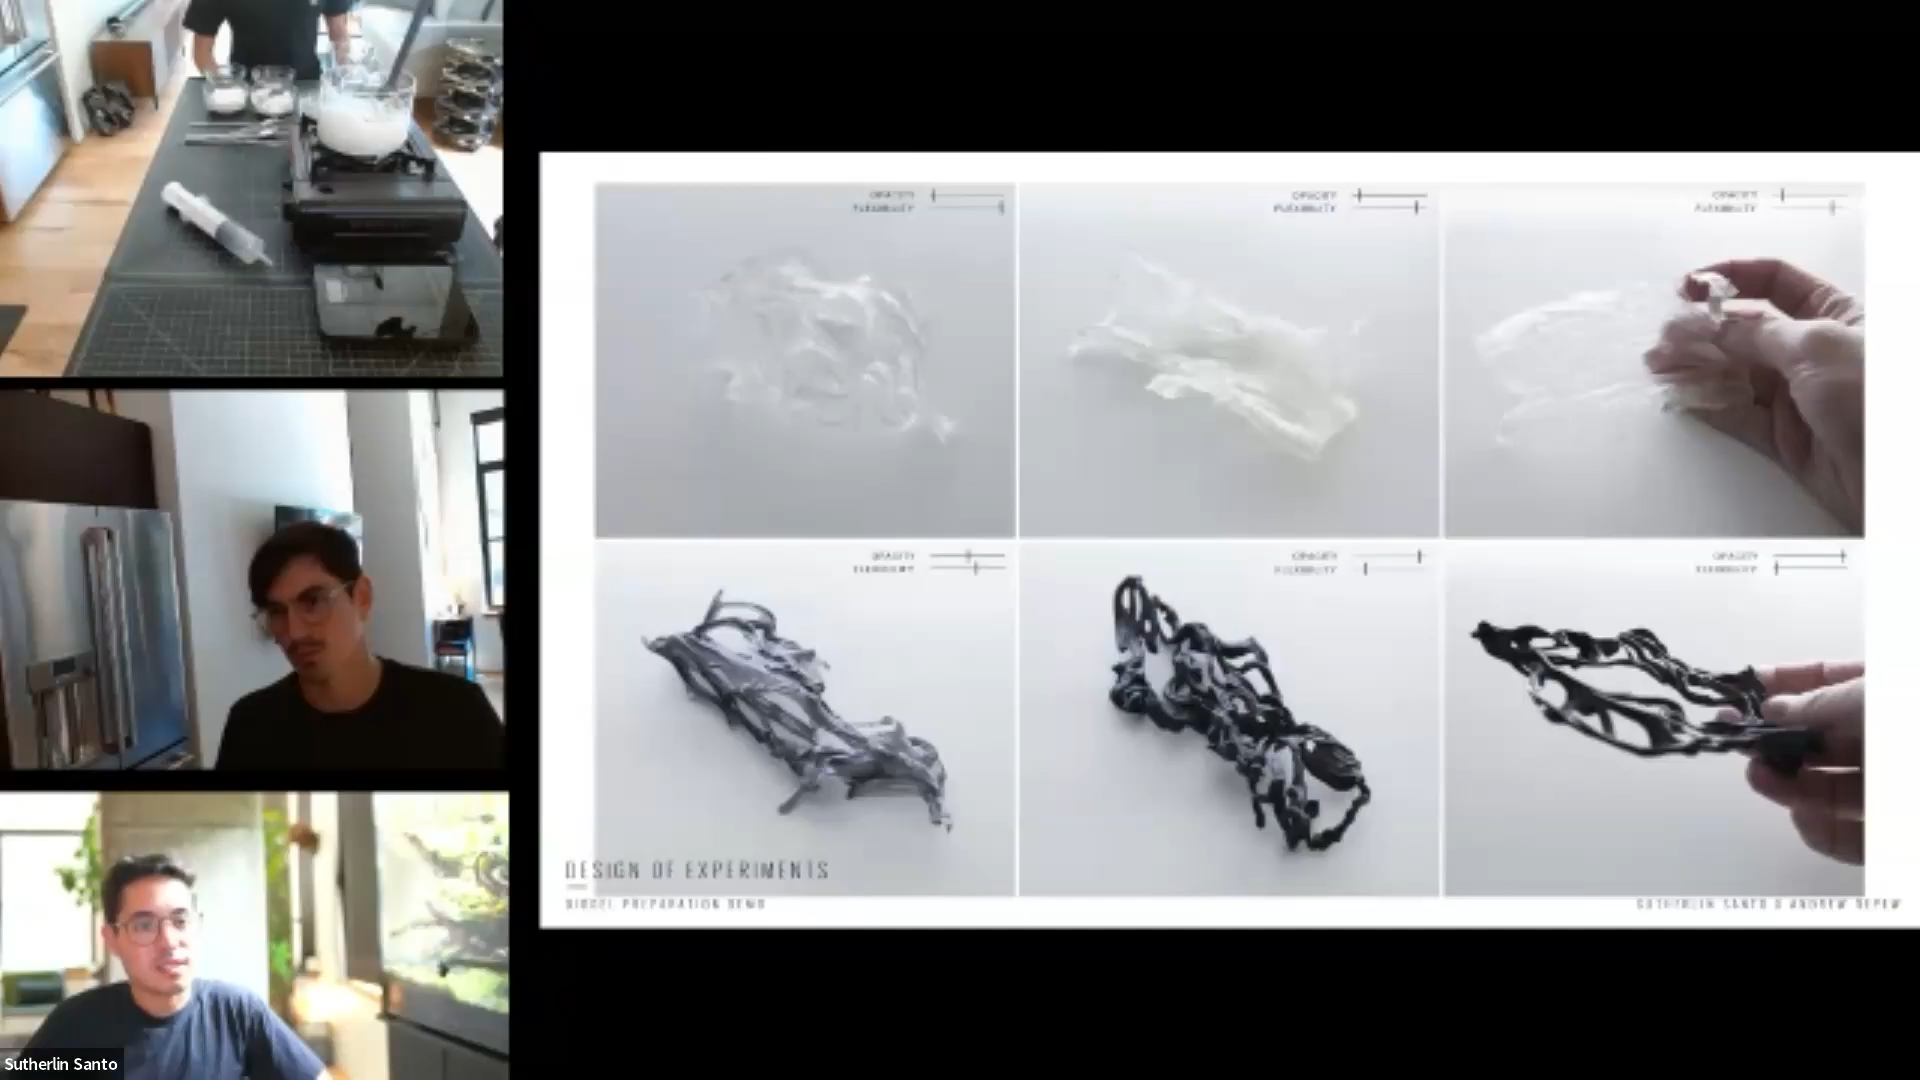 OPACITY
FLEXIBILITY
OPACITY
FLEXIBILITY
OPACITY
FLEXIBILITY
OPACITY
FLEXIBILITY
OPACITY
FLEXIBILITY
OPACITY
FLEXIBILITY
DESIGN OF EXPERIMENTS
BIOGEL PREPARATION DEMO
SUTHERLIN SANTO & ANDREW
Sutherlin Santo